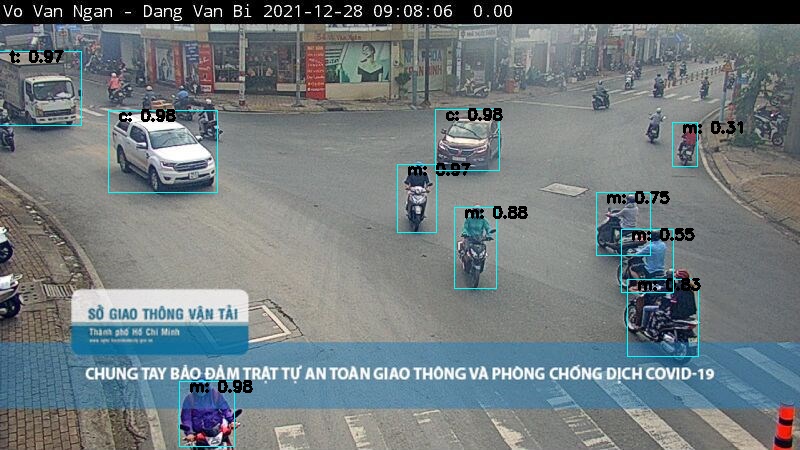 Vo Van Ngan - Dang Van Bi 2021-12-28 09:08:06 0.00
t: 0.97
c: 0.98
c: 0.98
m: 0.31
m: 0.97
m: 0.75
m: 0.88
m: 0.55
m: 0.83
SỞ GIAO THÔNG VẬN TẢI
Thành phố Hồ Chí Minh
CHUNG TAY BẢO ĐẢM TRẬT TỰ AN TOÀN GIAO THÔNG VÀ PHÒNG CHỐNG DỊCH COVID-19
m: 0.98